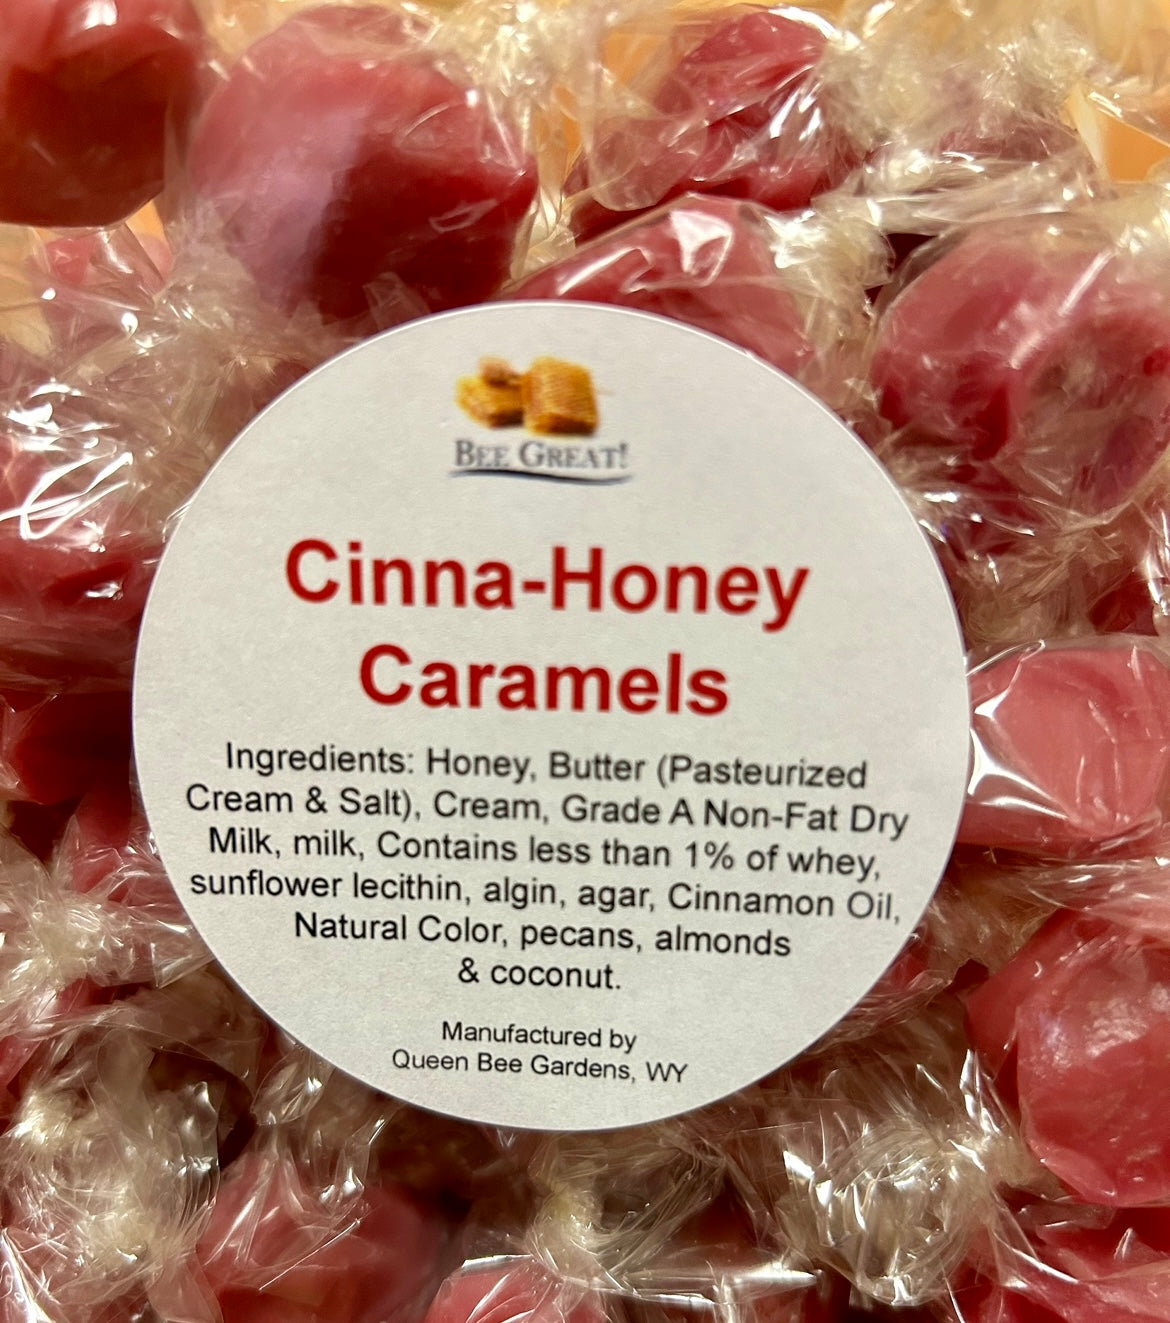 BEE GREAT!
Cinna-Honey
Caramels
Ingredients: Honey, Butter (Pasteurized
Cream & Salt), Cream, Grade A Non-Fat Dry
Milk, milk, Contains less than 1% of whey,
sunflower lecithin, algin, agar, Cinnamon Oil,
Natural Color, pecans, almonds
& coconut.
Manufactured by
Queen Bee Gardens, WY